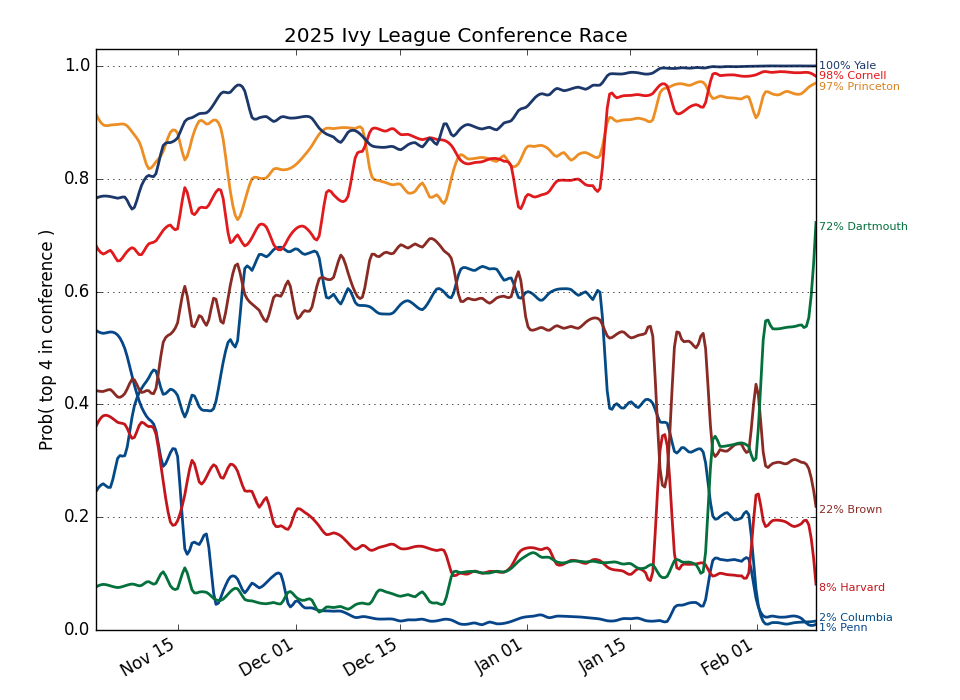 2025 Ivy League Conference Race
Prob( top 4 in conference )
1.0
0.8
0.6
0.4
0.2
0.0
Nov 15
Dec 01
Dec 15
Jan 01
Jan 15
Feb 01
100% Yale
98% Cornell
97% Princeton
72% Dartmouth
22% Brown
8% Harvard
2% Columbia
1% Penn